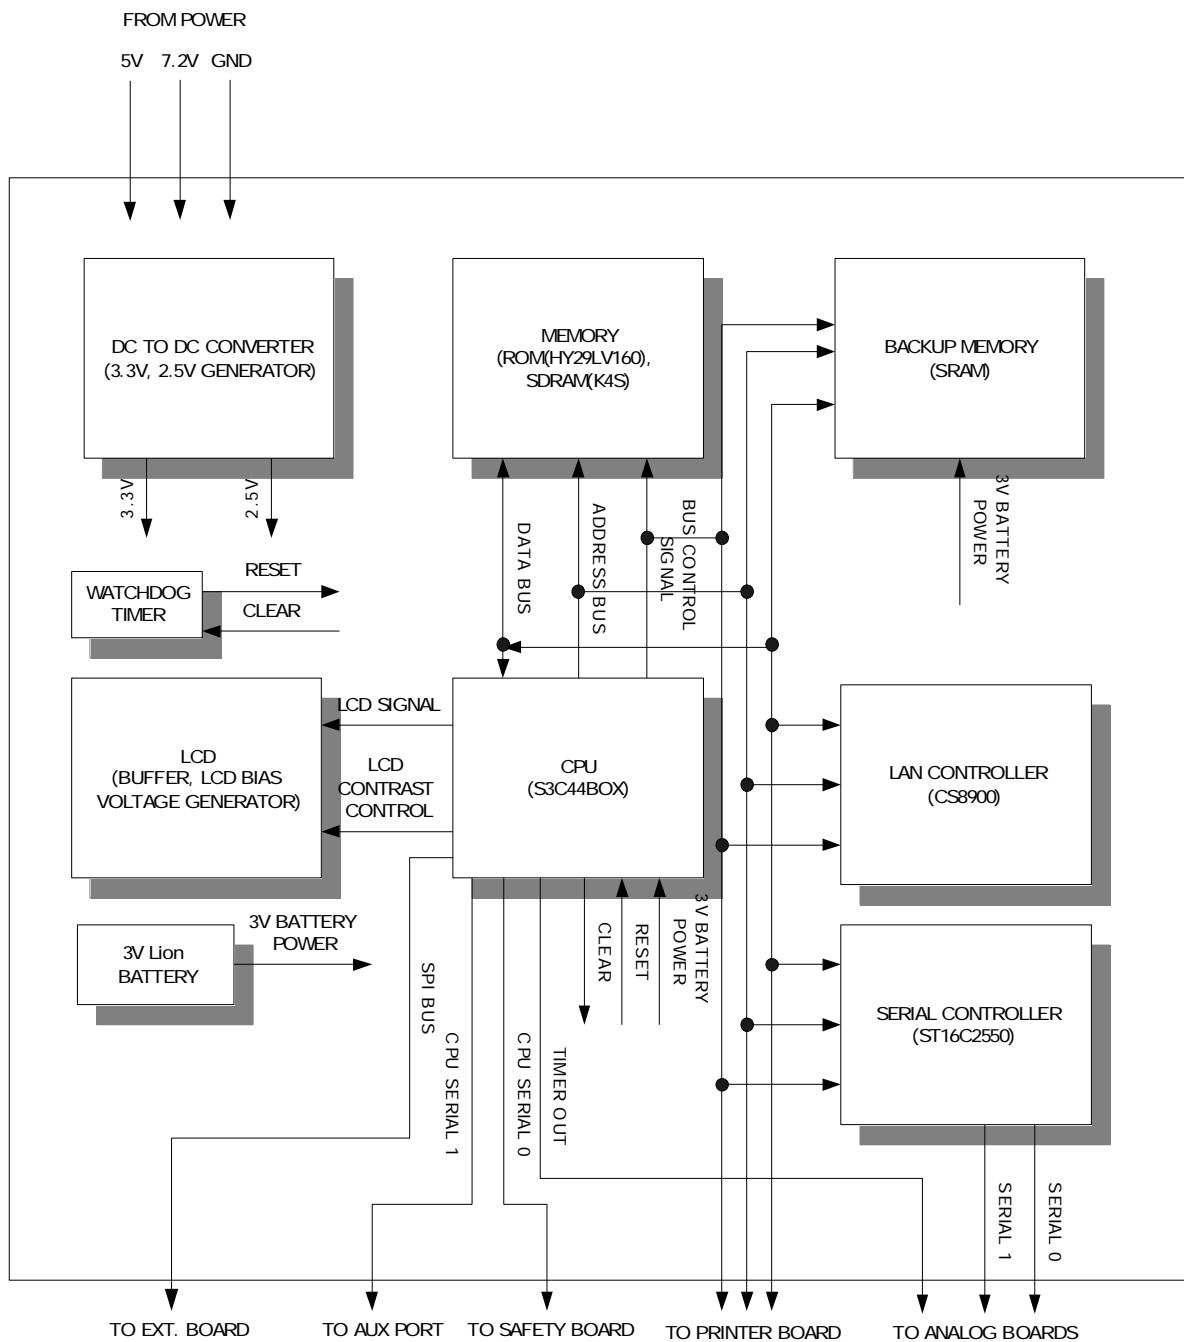 FROM POWER
5V 7.2V GND
DC TO DC CONVERTER
(3.3V, 2.5V GENERATOR)
MEMORY
(ROM(HY29LV160),
SDRAM(K4S)
BACKUP MEMORY
(SRAM)
3.3V
2.5V
DATA BUS
ADDRESS BUS
BUS CONTROL
SIGNAL
3V BATTERY
POWER
WATCHDOG
TIMER
RESET
CLEAR
LCD
(BUFFER, LCD BIAS
VOLTAGE GENERATOR)
LCD SIGNAL
LCD
CONTRAST
CONTROL
CPU
(S3C44BOX)
LAN CONTROLLER
(CS8900)
3V Lion
BATTERY
3V BATTERY
POWER
SPI BUS
CPU SERIAL 1
CPU SERIAL 0
TIMER OUT
CLEAR
RESET
3V BATTERY
POWER
SERIAL CONTROLLER
(ST16C2550)
SERIAL 1
SERIAL 0
TO EXT. BOARD
TO AUX PORT
TO SAFETY BOARD
TO PRINTER BOARD
TO ANALOG BOARDS